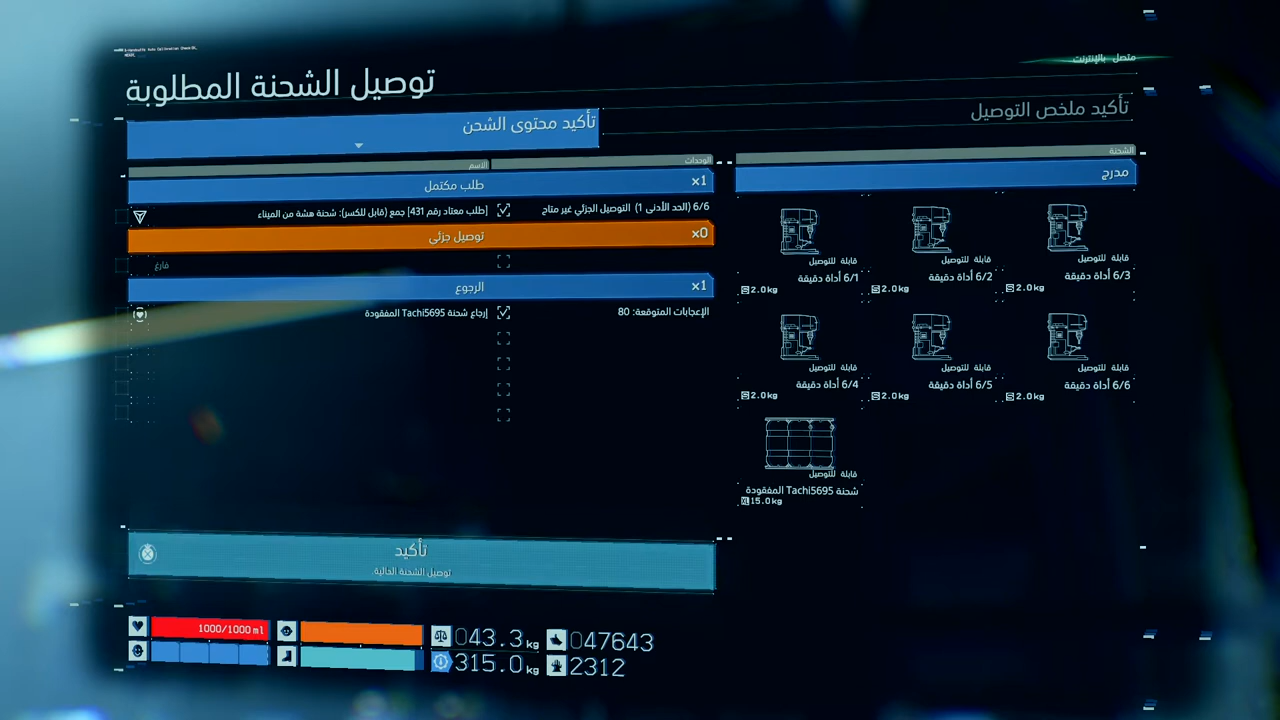 متصل بالإنترنت
توصيل الشحنة المطلوبة
تأكيد ملخص التوصيل
تأكيد محتوى الشحن
الشحنة
مدرج
قابلة للتوصيل
6/3 أداة دقيقة
S 2.0kg
قابلة للتوصيل
6/2 أداة دقيقة
S 2.0kg
قابلة للتوصيل
6/1 أداة دقيقة
S 2.0kg
قابلة للتوصيل
6/6 أداة دقيقة
S 2.0kg
قابلة للتوصيل
6/5 أداة دقيقة
S 2.0kg
قابلة للتوصيل
6/4 أداة دقيقة
S 2.0kg
قابلة للتوصيل
شحنة Tachi5695 المفقودة
XL 15.0kg
الوحدات
الاسم
x1
طلب مكتمل
6/6 (الحد الأدنى 1) التوصيل الجزئي غير متاح
[طلب معتاد رقم 431] جمع (قابل للكسر): شحنة هشة من الميناء
x0
توصيل جزئي
فارغ
x1
الرجوع
الإعجابات المتوقعة: 80
إرجاع شحنة Tachi5695 المفقودة
تأكيد
توصيل الشحنة الحالية.
1000/1000 ml
043.3 kg
047643
315.0 kg
2312